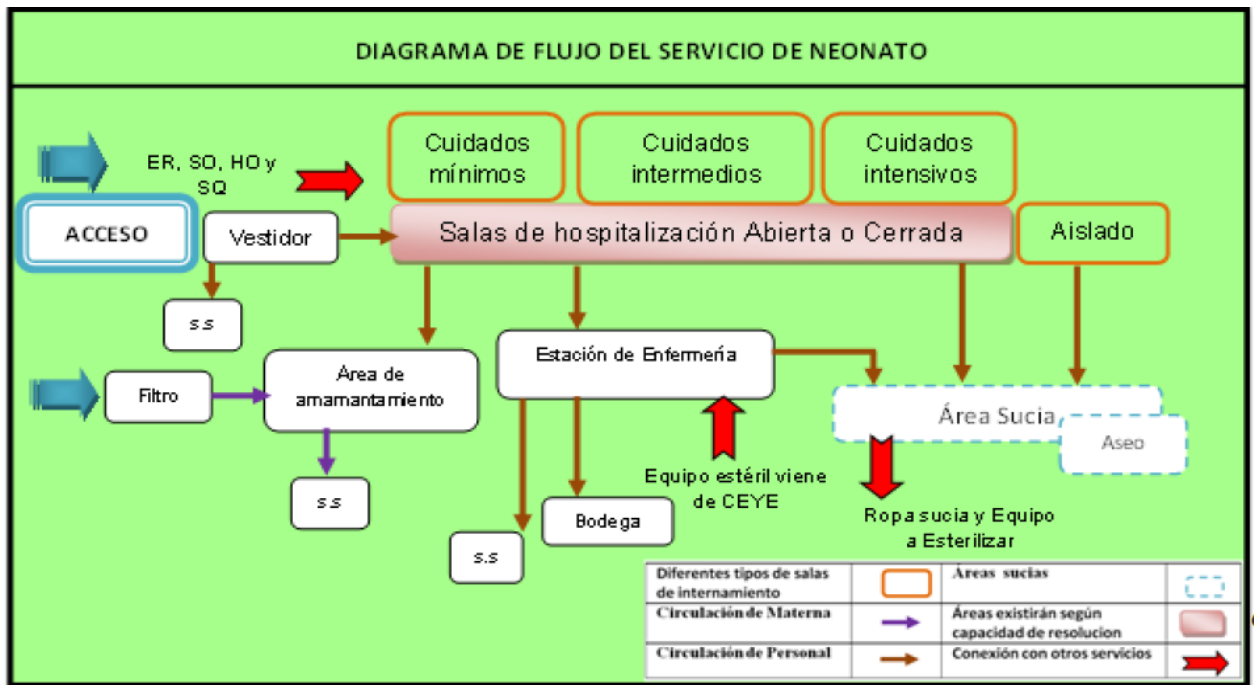 DIAGRAMA DE FLUJO DEL SERVICIO DE NEONATO
ER, SO, HO y
SQ
Cuidados
mínimos
Cuidados
intermedios
Cuidados
intensivos
ACCESO
Vestidor
Salas de hospitalización Abierta o Cerrada
Aislado
s.s
Estación de Enfermería
Filtro
Area de
amamantamiento
Área Sucia
Aseo
s.s
Equipo estéril viene
de CEYE
Bodega
s.s
Ropa sucia y Equipo
a Esterilizar
Diferentes tipos de salas
de internamiento
Áreas sucias
Circulación de Materna
Áreas existirán según
capacidad de resolucion
Circulación de Personal
Conexión con otros servicios